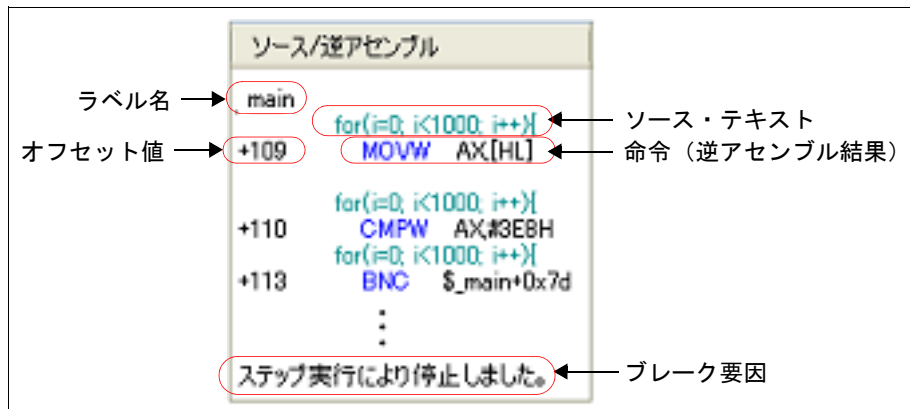 ソース/逆アセンブル
ラベル名
main
for(i=0; i<1000; i++){
ソース・テキスト
オフセット値
+109 MOVW AX,[HL]
命令（逆アセンブル結果）
for(i=0; i<1000; i++){
+110 CMPW AX,#3E8H
for(i=0; i<1000; i++){
+113 BNC $_main+0x7d
ステップ実行により停止しました。
ブレーク要因